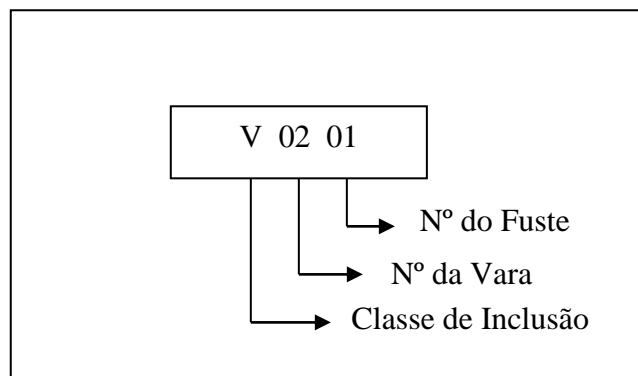 V 02 01
Nº do Fuste
Nº da Vara
Classe de Inclusão